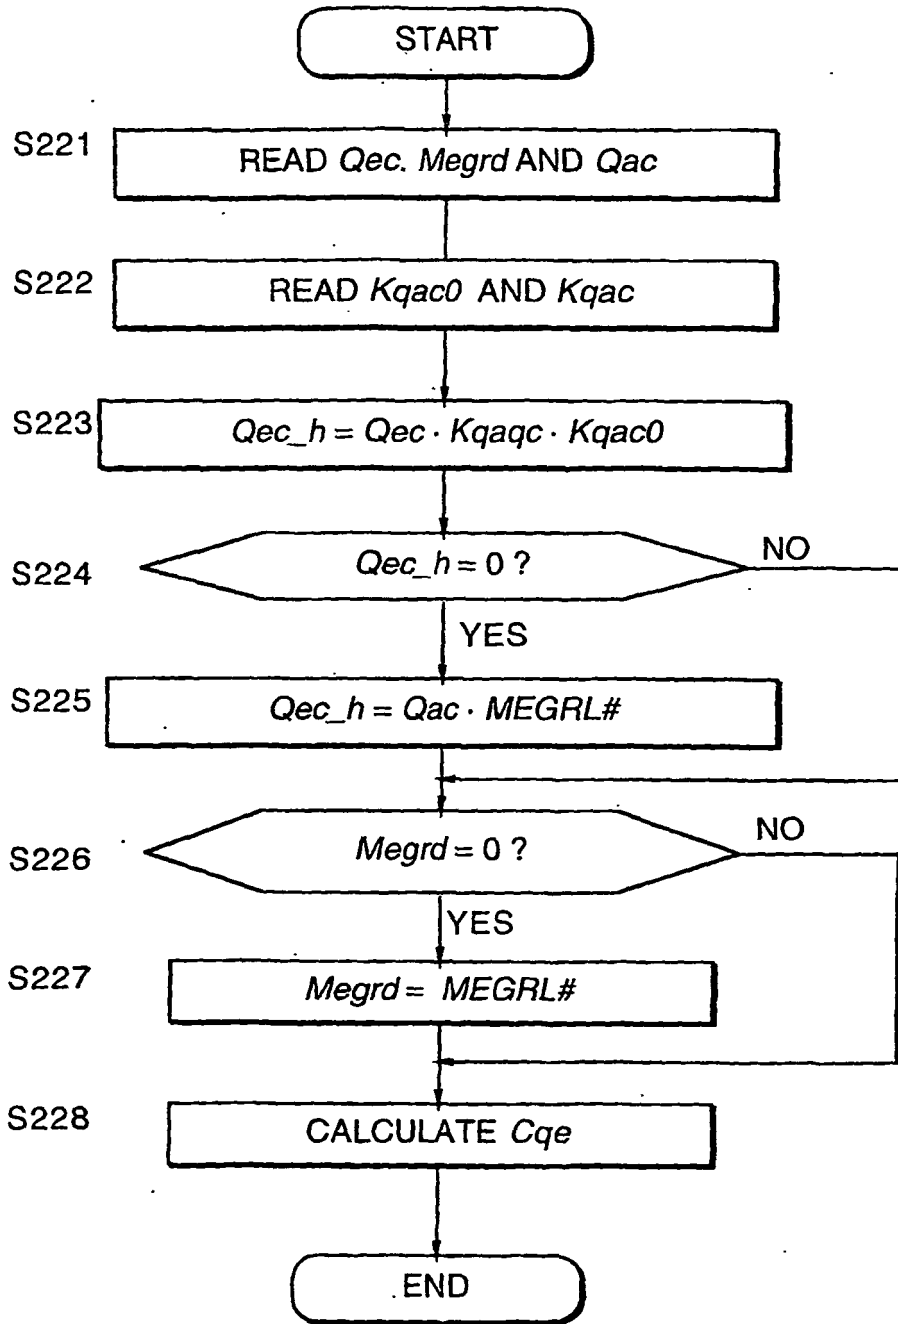 START
S221
READ Qec. Megrd AND Qac
S222
READ Kqac0 AND Kqac
S223
Qec_h = Qec · Kqaqc · Kqac0
S224
Qec_h = 0 ?
NO
YES
S225
Qec_h = Qac · MEGRL#
S226
Megrd = 0 ?
NO
YES
S227
Megrd = MEGRL#
S228
CALCULATE Cqe
END